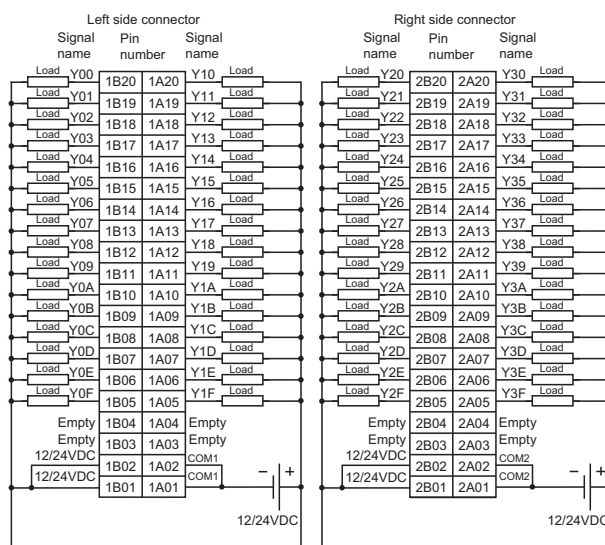 Left side connector Right side connector
Signal name Pin number Signal name Signal name Pin number Signal name
Load Y00 1B20 1A20 Y10 Load Load Y20 2B20 2A20 Y30 Load
Load Y01 1B19 1A19 Y11 Load Load Y21 2B19 2A19 Y31 Load
Load Y02 1B18 1A18 Y12 Load Load Y22 2B18 2A18 Y32 Load
Load Y03 1B17 1A17 Y13 Load Load Y23 2B17 2A17 Y33 Load
Load Y04 1B16 1A16 Y14 Load Load Y24 2B16 2A16 Y34 Load
Load Y05 1B15 1A15 Y15 Load Load Y25 2B15 2A15 Y35 Load
Load Y06 1B14 1A14 Y16 Load Load Y26 2B14 2A14 Y36 Load
Load Y07 1B13 1A13 Y17 Load Load Y27 2B13 2A13 Y37 Load
Load Y08 1B12 1A12 Y18 Load Load Y28 2B12 2A12 Y38 Load
Load Y09 1B11 1A11 Y19 Load Load Y29 2B11 2A11 Y39 Load
Load Y0A 1B10 1A10 Y1A Load Load Y2A 2B10 2A10 Y3A Load
Load Y0B 1B09 1A09 Y1B Load Load Y2B 2B09 2A09 Y3B Load
Load Y0C 1B08 1A08 Y1C Load Load Y2C 2B08 2A08 Y3C Load
Load Y0D 1B07 1A07 Y1D Load Load Y2D 2B07 2A07 Y3D Load
Load Y0E 1B06 1A06 Y1E Load Load Y2E 2B06 2A06 Y3E Load
Load Y0F 1B05 1A05 Y1F Load Load Y2F 2B05 2A05 Y3F Load
Empty 1B04 1A04 Empty Empty 2B04 2A04 Empty
Empty 1B03 1A03 Empty Empty 2B03 2A03 Empty
12/24VDC 1B02 1A02 COM1 12/24VDC 2B02 2A02 COM2
12/24VDC 1B01 1A01 COM1 − + 12/24VDC 2B01 2A01 COM2 − +
12/24VDC 12/24VDC